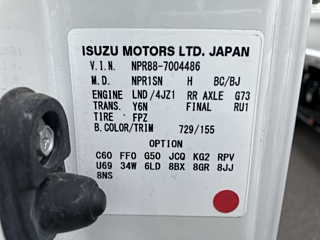 ISUZU MOTORS LTD. JAPAN
V.I.N. NPR88-7004486
M.D. NPR1SN H BC/BJ
ENGINE LND/4JZ1 RR AXLE G73
TRANS. Y6N FINAL RU1
TIRE FPZ
B.COLOR/TRIM 729/155
OPTION
C60 FF0 G50 JCQ KG2 RPV
U69 34W 6LD 8BX 8GR 8JJ
8NS